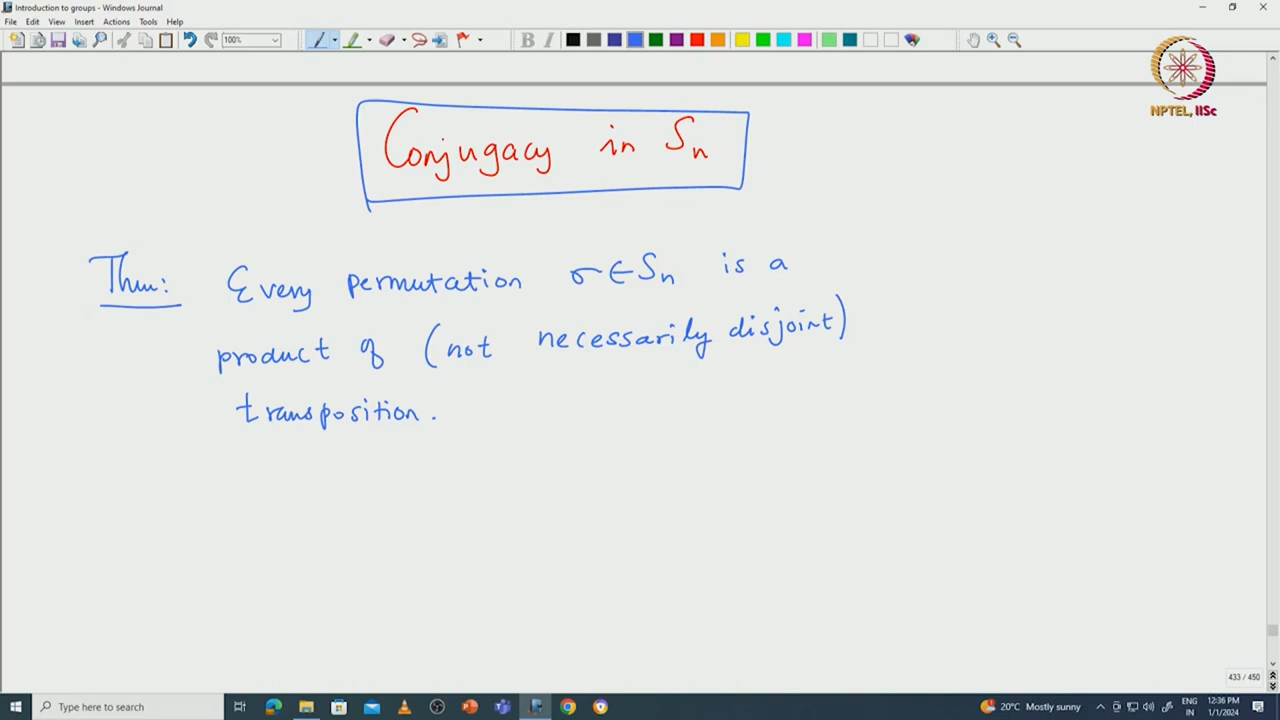 Introduction to groups - Windows Journal
File Edit View Insert Actions Tools Help
100%
B I
NPTEL, IISc
Conjugacy in Sn
Thm: Every permutation σ∈Sn is a
product of (not necessarily disjoint)
transposition.
433 / 450
Type here to search
20°C Mostly sunny
ENG
IN
12:36 PM
1/1/2024